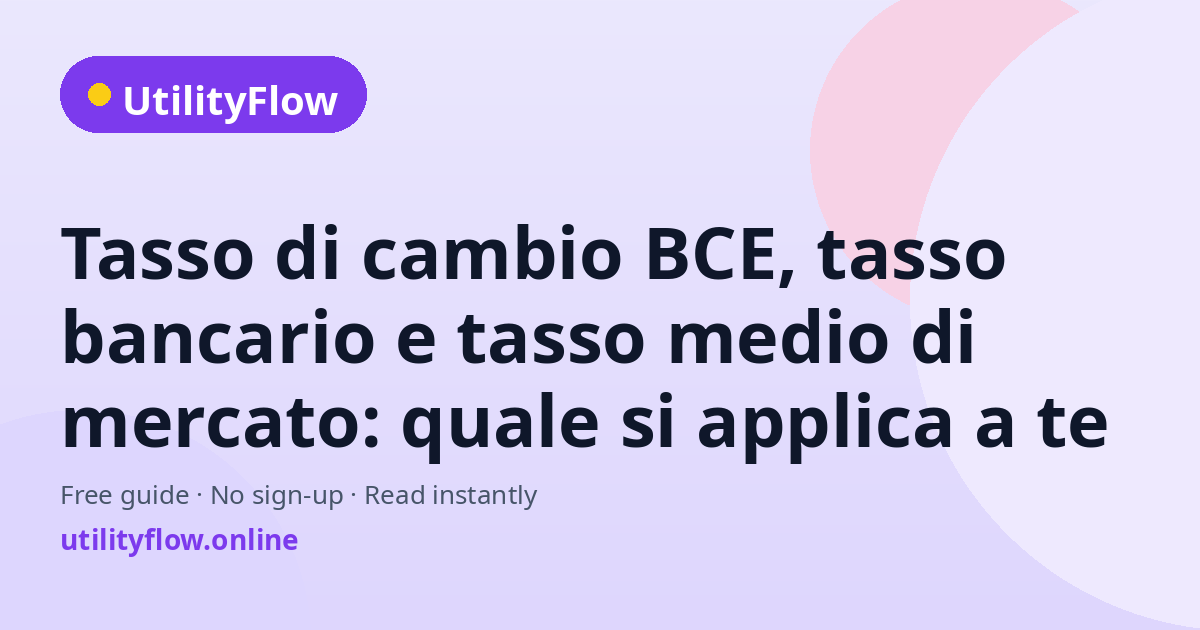 UtilityFlow
Tasso di cambio BCE, tasso
bancario e tasso medio di
mercato: quale si applica a te
Free guide · No sign-up · Read instantly
utilityflow.online